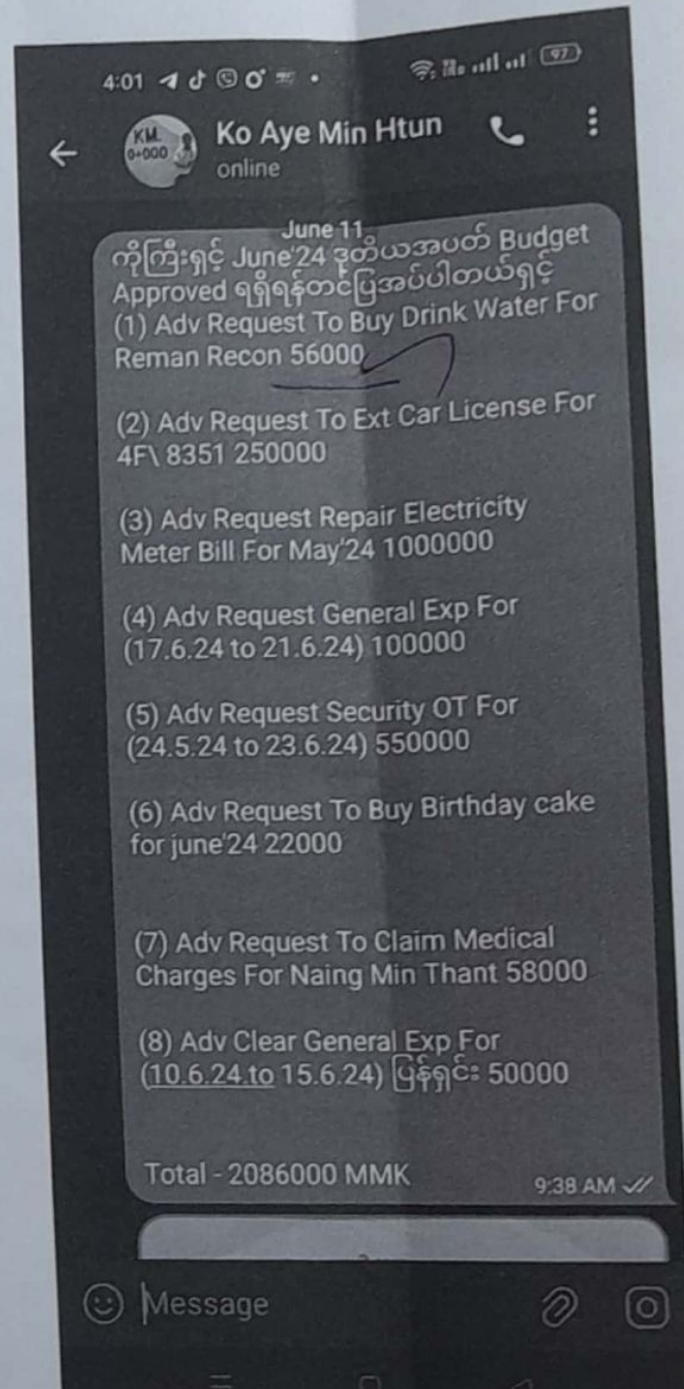 4:01
97
KM
0+000
Ko Aye Min Htun
online
June 11
ကိုကြီးရှင့် June'24 ဒုတိယအပတ် Budget
Approved ရရှိရန်တင်ပြအပ်ပါတယ်ရှင့်
(1) Adv Request To Buy Drink Water For
Reman Recon 56000
(2) Adv Request To Ext Car License For
4F\ 8351 250000
(3) Adv Request Repair Electricity
Meter Bill For May'24 1000000
(4) Adv Request General Exp For
(17.6.24 to 21.6.24) 100000
(5) Adv Request Security OT For
(24.5.24 to 23.6.24) 550000
(6) Adv Request To Buy Birthday cake
for june'24 22000
(7) Adv Request To Claim Medical
Charges For Naing Min Thant 58000
(8) Adv Clear General Exp For
(10.6.24.to 15.6.24) ပြန်ရှင်း 50000
Total - 2086000 MMK
9:38 AM
Message